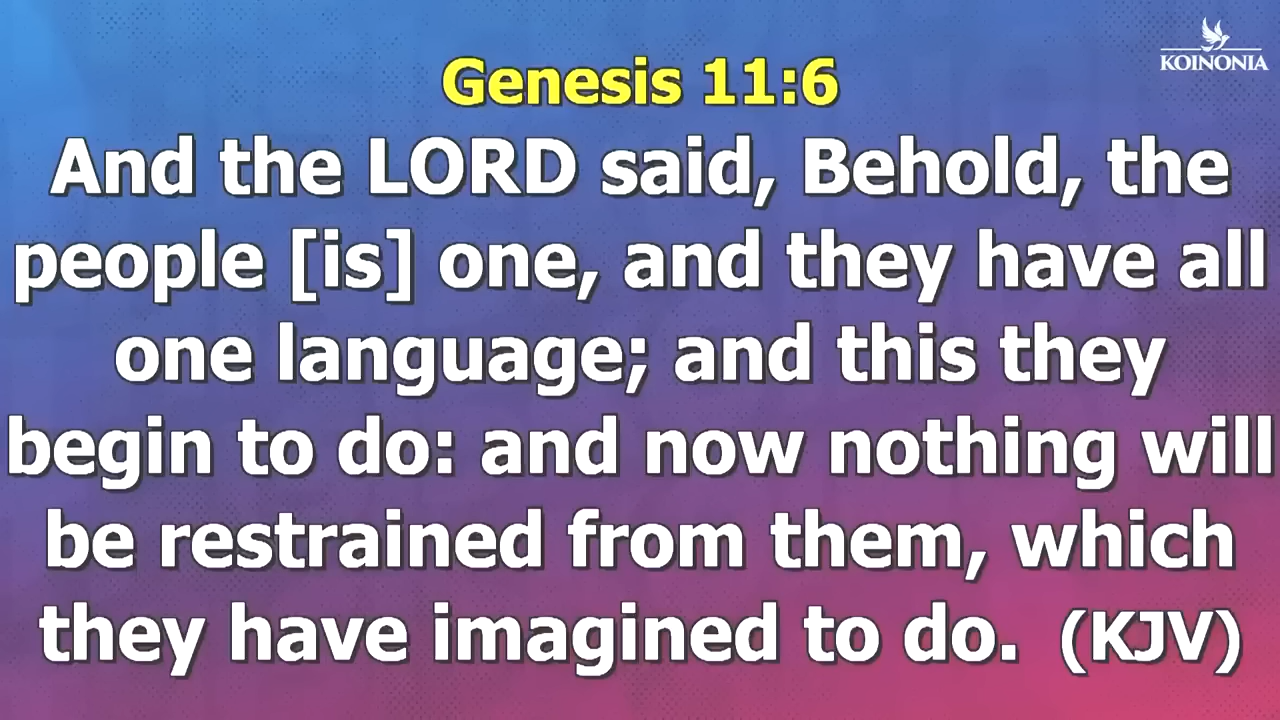 KOINONIA
Genesis 11:6
And the LORD said, Behold, the
people [is] one, and they have all
one language; and this they
begin to do: and now nothing will
be restrained from them, which
they have imagined to do. (KJV)